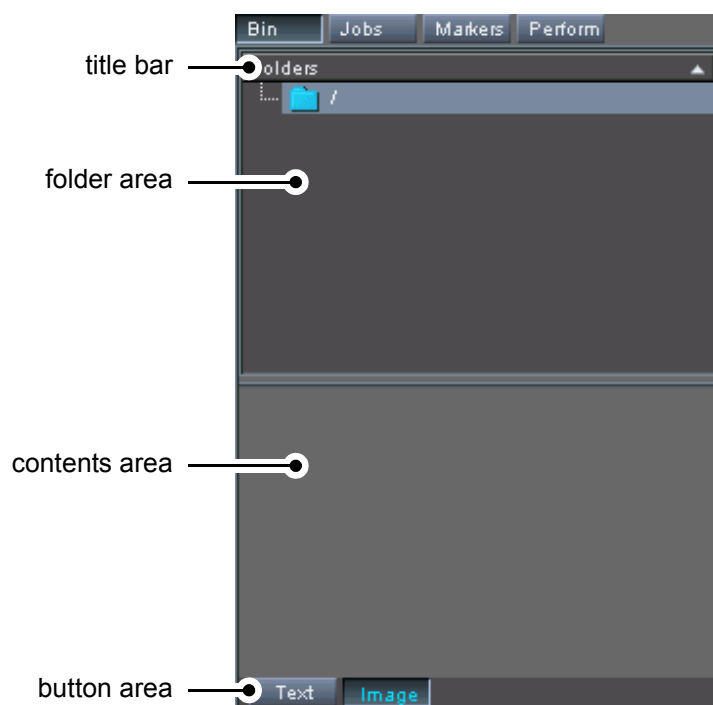 Bin Jobs Markers Perform
title bar
olders
/
folder area
contents area
button area
Text Image